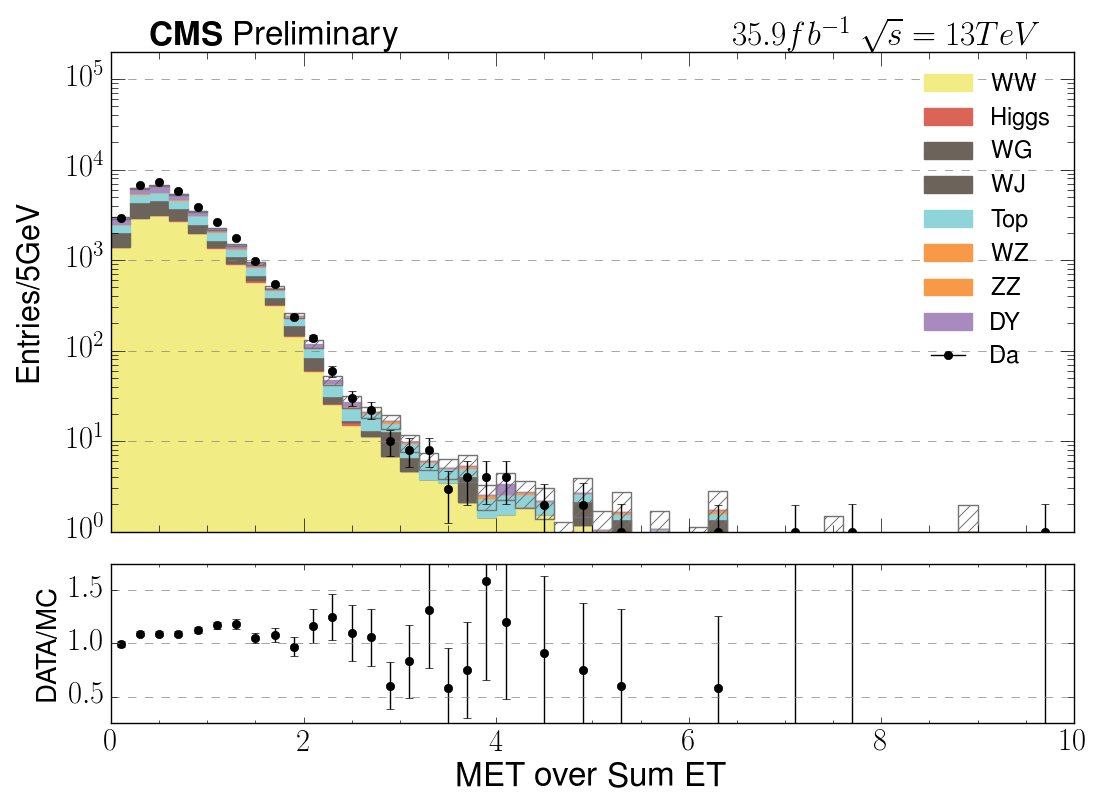 CMS Preliminary 35.9fb⁻¹ √s = 13TeV
Entries/5GeV
10⁵
10⁴
10³
10²
10¹
10⁰
WW
Higgs
WG
WJ
Top
WZ
ZZ
DY
Da
DATA/MC
1.5
1.0
0.5
0 2 4 6 8 10
MET over Sum ET